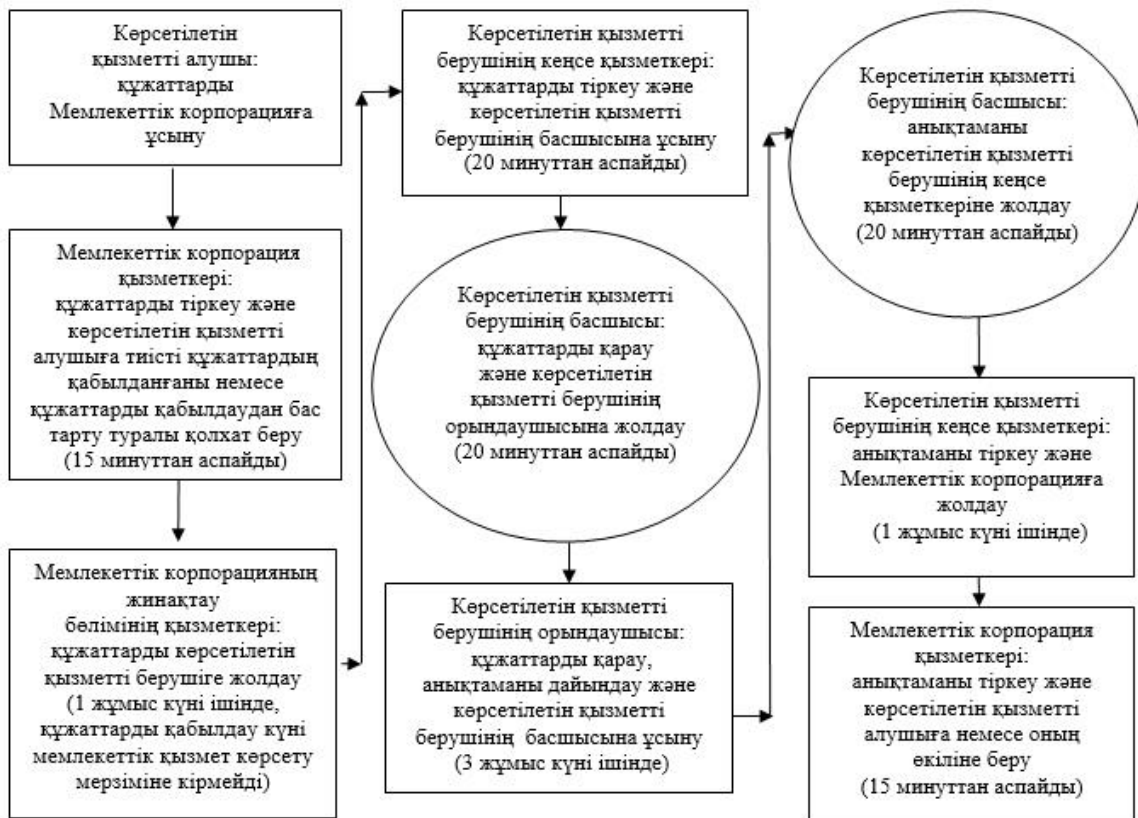 Көрсетілетін
қызметті алушы:
құжаттарды
Мемлекеттік корпорацияға
ұсыну
Мемлекеттік корпорация
қызметкері:
құжаттарды тіркеу және
көрсетілетін қызметті
алушыға тиісті құжаттардың
қабылданғаны немесе
құжаттарды қабылдаудан бас
тарту туралы қолхат беру
(15 минуттан аспайды)
Мемлекеттік корпорацияның
жинақтау
бөлімінің қызметкері:
құжаттарды көрсетілетін
қызметті берушіге жолдау
(1 жұмыс күні ішінде,
құжаттарды қабылдау күні
мемлекеттік қызмет көрсету
мерзіміне кірмейді)
Көрсетілетін қызметті
берушінің кеңсе қызметкері:
құжаттарды тіркеу және
көрсетілетін қызметті
берушінің басшысына ұсыну
(20 минуттан аспайды)
Көрсетілетін қызметті
берушінің басшысы:
құжаттарды қарау
және көрсетілетін
қызметті берушінің
орындаушысына жолдау
(20 минуттан аспайды)
Көрсетілетін қызметті
берушінің орындаушысы:
құжаттарды қарау,
анықтаманы дайындау және
көрсетілетін қызметті
берушінің басшысына ұсыну
(3 жұмыс күні ішінде)
Көрсетілетін қызметті
берушінің басшысы:
анықтаманы
көрсетілетін қызметті
берушінің кеңсе
қызметкеріне жолдау
(20 минуттан аспайды)
Көрсетілетін қызметті
берушінің кеңсе қызметкері:
анықтаманы тіркеу және
Мемлекеттік корпорацияға
жолдау
(1 жұмыс күні ішінде)
Мемлекеттік корпорация
қызметкері:
анықтаманы тіркеу және
көрсетілетін қызметті
алушыға немесе оның
өкіліне беру
(15 минуттан аспайды)